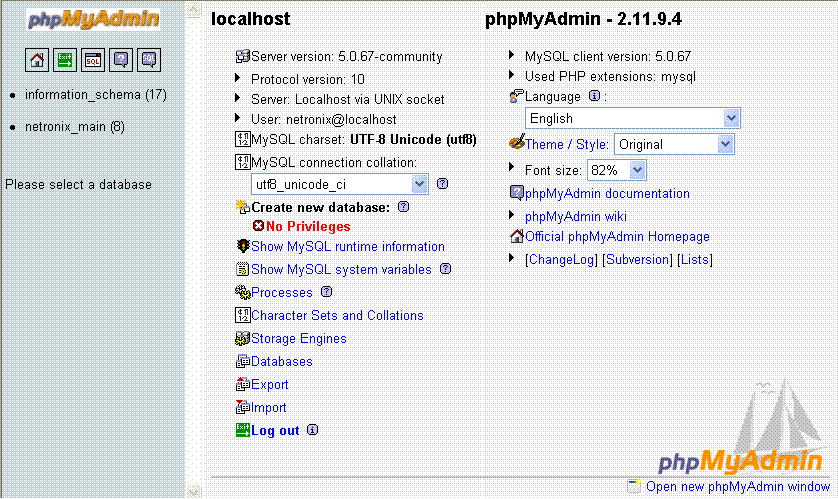 phpMyAdmin
EXIT
SQL
?
SQL
information_schema (17)
netronix_main (8)
Please select a database
localhost
Server version: 5.0.67-community
Protocol version: 10
Server: Localhost via UNIX socket
User: netronix@localhost
MySQL charset: UTF-8 Unicode (utf8)
MySQL connection collation:
utf8_unicode_ci
Create new database:
No Privileges
Show MySQL runtime information
Show MySQL system variables
Processes
Character Sets and Collations
Storage Engines
Databases
Export
Import
Log out
phpMyAdmin - 2.11.9.4
MySQL client version: 5.0.67
Used PHP extensions: mysql
Language :
English
Theme / Style: Original
Font size: 82%
phpMyAdmin documentation
phpMyAdmin wiki
Official phpMyAdmin Homepage
[ChangeLog] [Subversion] [Lists]
phpMyAdmin
Open new phpMyAdmin window